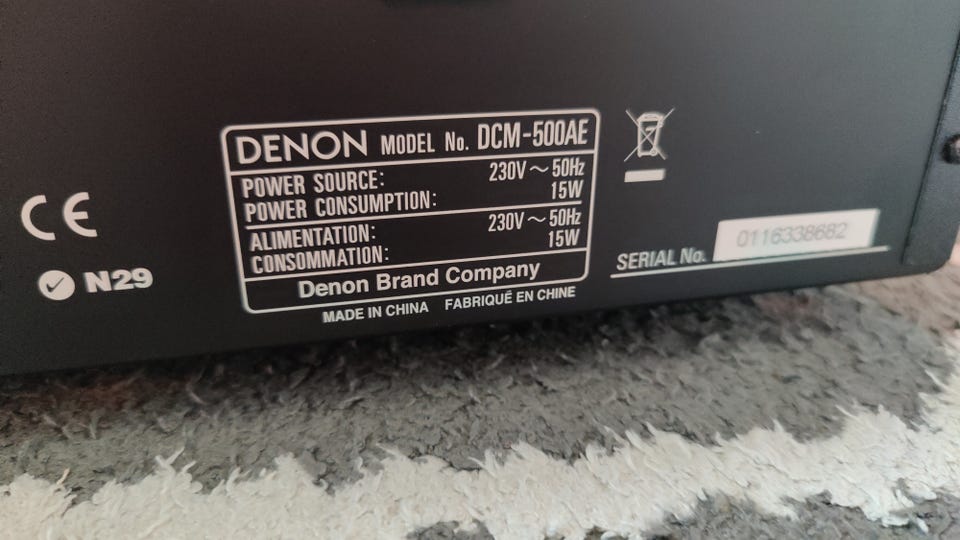 DENON MODEL No. DCM-500AE
POWER SOURCE: 230V ~ 50Hz
POWER CONSUMPTION: 15W
ALIMENTATION: 230V ~ 50Hz
CONSOMMATION: 15W
Denon Brand Company
MADE IN CHINA FABRIQUÉ EN CHINE
CE
N29
SERIAL No. 0116338682